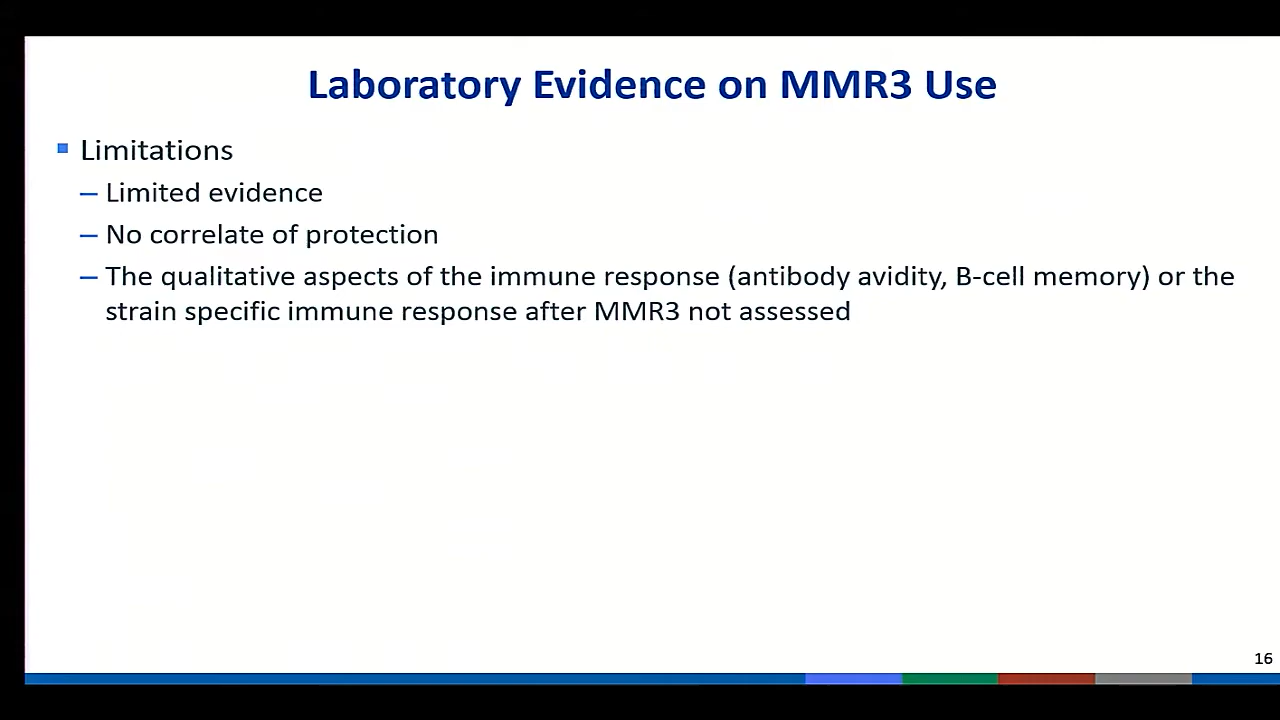 Laboratory Evidence on MMR3 Use
Limitations
– Limited evidence
– No correlate of protection
– The qualitative aspects of the immune response (antibody avidity, B-cell memory) or the
strain specific immune response after MMR3 not assessed
16